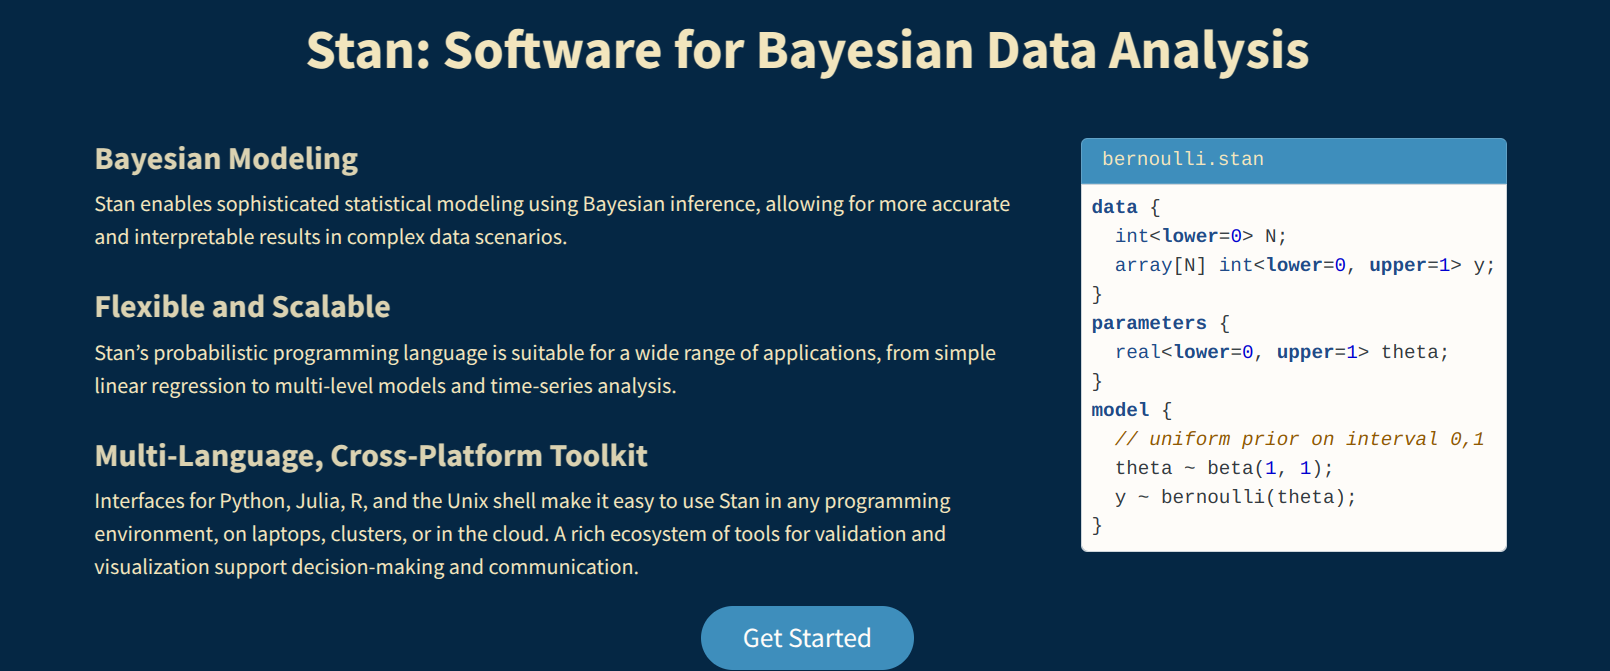 Stan: Software for Bayesian Data Analysis
Bayesian Modeling
Stan enables sophisticated statistical modeling using Bayesian inference, allowing for more accurate
and interpretable results in complex data scenarios.
Flexible and Scalable
Stan’s probabilistic programming language is suitable for a wide range of applications, from simple
linear regression to multi-level models and time-series analysis.
Multi-Language, Cross-Platform Toolkit
Interfaces for Python, Julia, R, and the Unix shell make it easy to use Stan in any programming
environment, on laptops, clusters, or in the cloud. A rich ecosystem of tools for validation and
visualization support decision-making and communication.
bernoulli.stan
data {
  int<lower=0> N;
  array[N] int<lower=0, upper=1> y;
}
parameters {
  real<lower=0, upper=1> theta;
}
model {
  // uniform prior on interval 0,1
  theta ~ beta(1, 1);
  y ~ bernoulli(theta);
}
Get Started